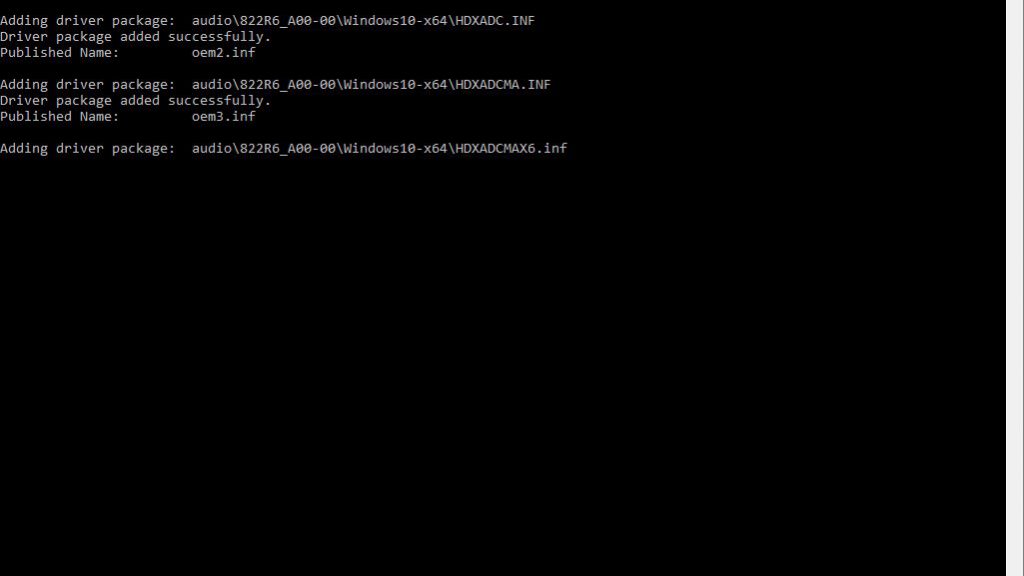 Adding driver package:  audio\822R6_A00-00\Windows10-x64\HDXADC.INF
Driver package added successfully.
Published Name:         oem2.inf
Adding driver package:  audio\822R6_A00-00\Windows10-x64\HDXADCMA.INF
Driver package added successfully.
Published Name:         oem3.inf
Adding driver package:  audio\822R6_A00-00\Windows10-x64\HDXADCMAX6.inf